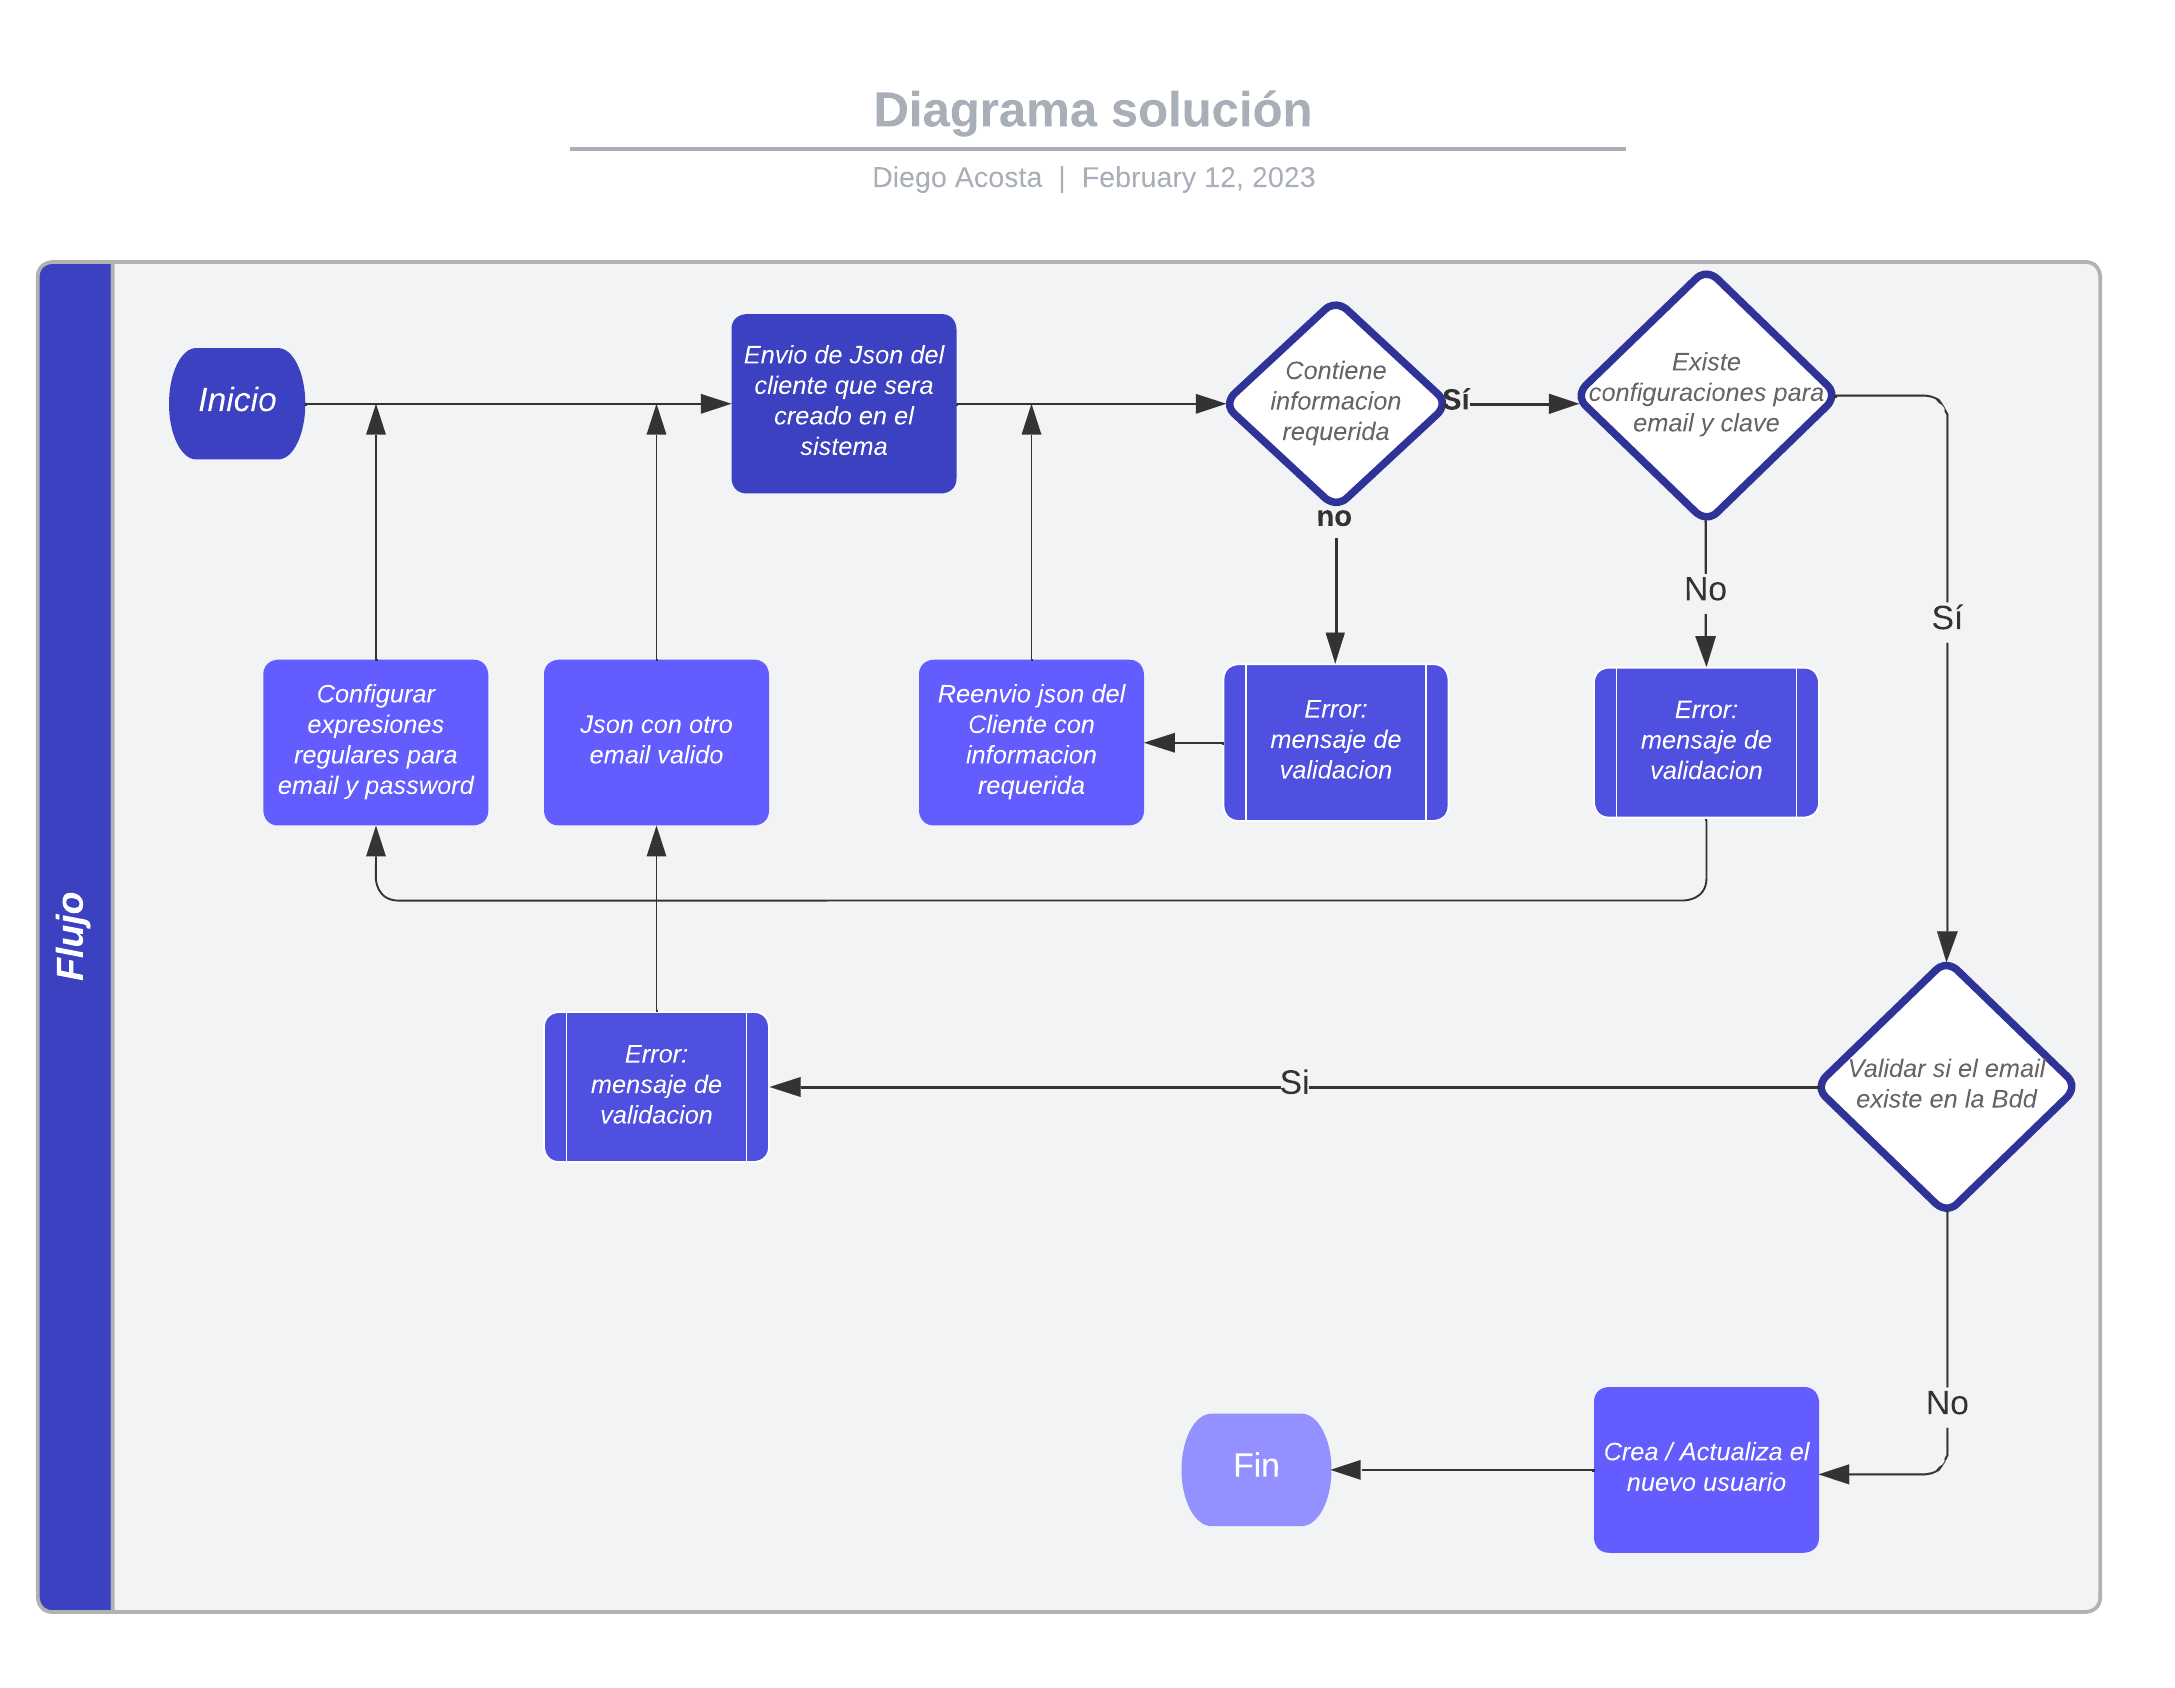 Diagrama solución
Diego Acosta | February 12, 2023
Flujo
Inicio
Envio de Json del
cliente que sera
creado en el
sistema
Contiene
informacion
requerida
Sí
Existe
configuraciones para
email y clave
no
No
Sí
Configurar
expresiones
regulares para
email y password
Json con otro
email valido
Reenvio json del
Cliente con
informacion
requerida
Error:
mensaje de
validacion
Error:
mensaje de
validacion
Error:
mensaje de
validacion
Si
Validar si el email
existe en la Bdd
No
Fin
Crea / Actualiza el
nuevo usuario